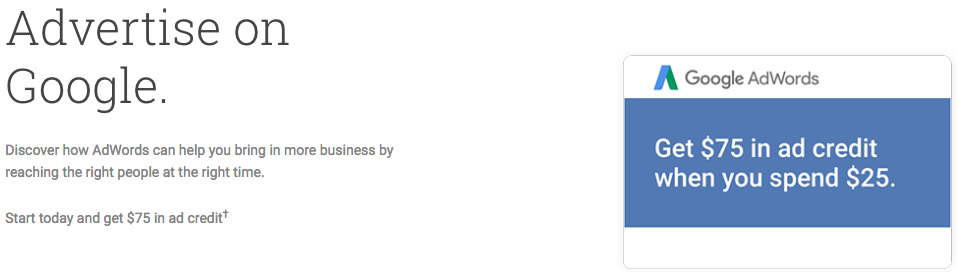 Advertise on
Google.
Discover how AdWords can help you bring in more business by
reaching the right people at the right time.
Start today and get $75 in ad credit†
Google AdWords
Get $75 in ad credit
when you spend $25.